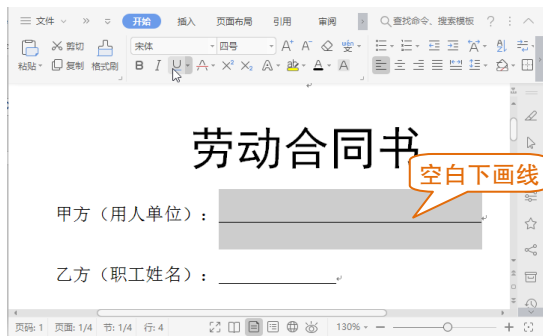 文件 开始 插入 页面布局 引用 审阅 查找命令、搜索模板 ?
剪切 宋体 四号 A⁺ A⁻
粘贴 复制 格式刷 B I U A X² X₂ A ab A A
劳动合同书
空白下画线
甲方（用人单位）：
乙方（职工姓名）：
页码: 1 页面: 1/4 节: 1/4 行: 4 130%